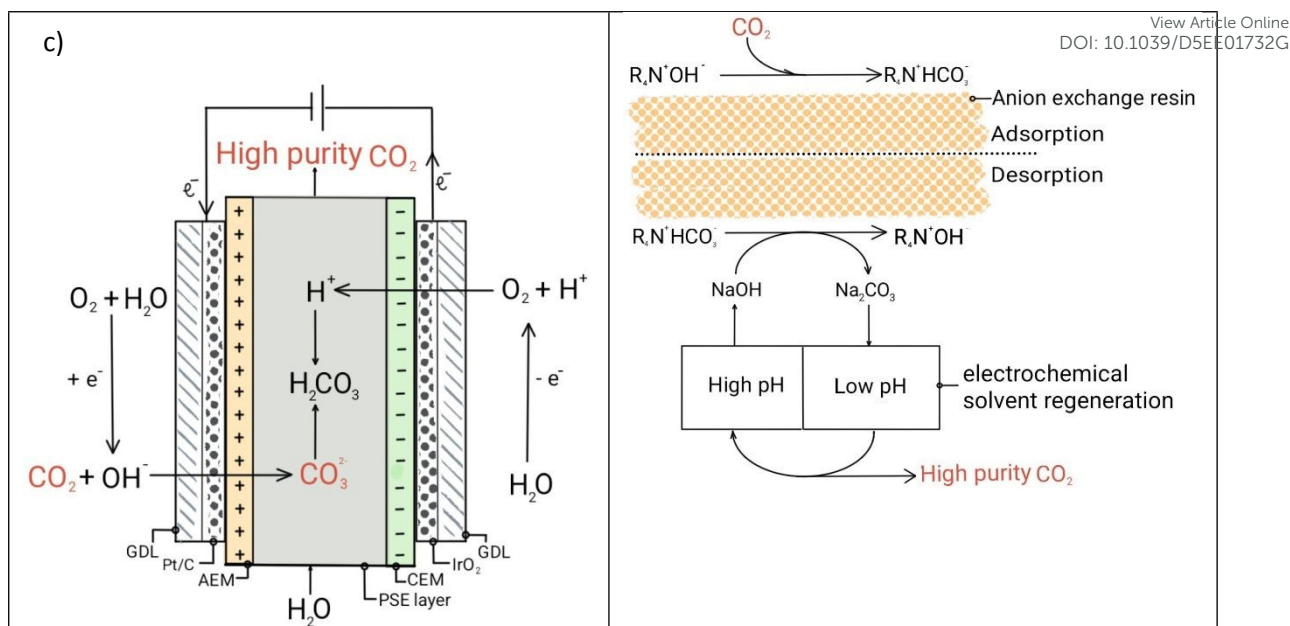 c)
View Article Online
DOI: 10.1039/D5EE01732G
High purity CO₂
e⁻
e⁻
+ + + + + + + + + + + + + +
- - - - - - - - - - - - - -
O₂ + H₂O
H⁺
O₂ + H⁺
+ e⁻
H₂CO₃
- e⁻
CO₂ + OH⁻
CO₃²⁻
H₂O
GDL
Pt/C
AEM
H₂O
PSE layer
CEM
IrO₂
GDL
CO₂
R₄N⁺OH⁻
R₄N⁺HCO₃⁻
Anion exchange resin
Adsorption
Desorption
R₄N⁺HCO₃⁻
R₄N⁺OH⁻
NaOH
Na₂CO₃
High pH
Low pH
electrochemical
solvent regeneration
High purity CO₂